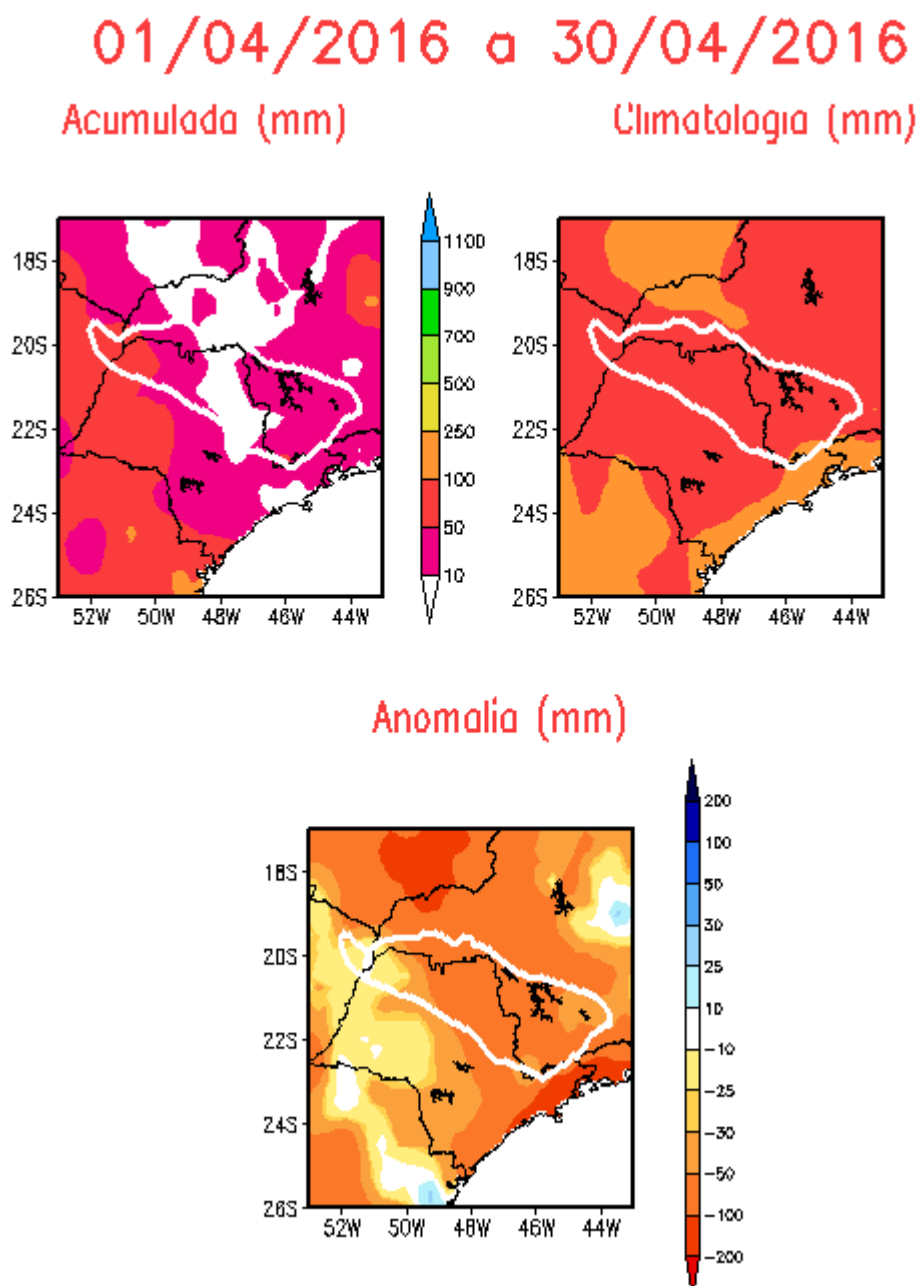 01/04/2016 a 30/04/2016
Acumulada (mm)
Climatologia (mm)
18S
20S
22S
24S
26S
52W 50W 48W 46W 44W
1100
900
700
500
250
100
50
10
18S
20S
22S
24S
26S
52W 50W 48W 46W 44W
Anomalia (mm)
18S
20S
22S
24S
26S
52W 50W 48W 46W 44W
200
100
50
30
25
10
-10
-25
-30
-50
-100
-200